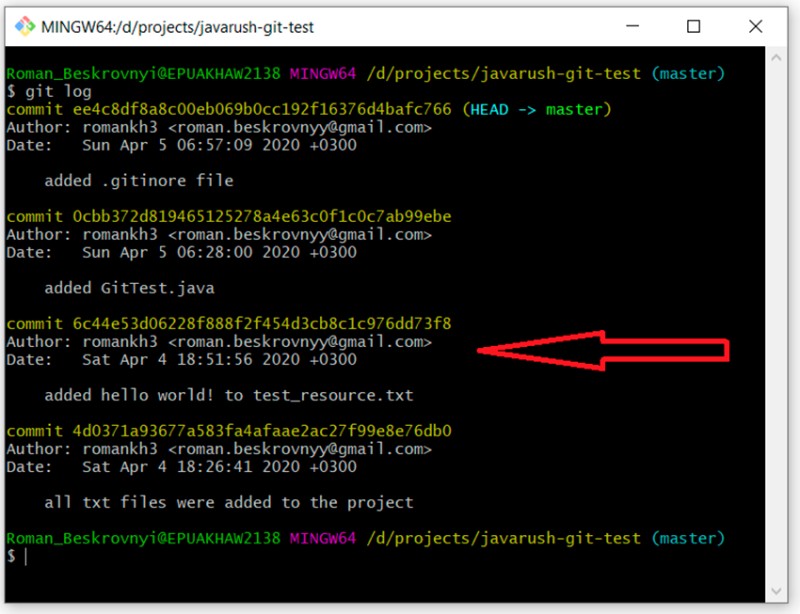 MINGW64:/d/projects/javarush-git-test
Roman_Beskrovnyi@EPUAKHAW2138 MINGW64 /d/projects/javarush-git-test (master)
$ git log
commit ee4c8df8a8c00eb069b0cc192f16376d4bafc766 (HEAD -> master)
Author: romankh3 <roman.beskrovnyy@gmail.com>
Date:   Sun Apr 5 06:57:09 2020 +0300
added .gitinore file
commit 0cbb372d819465125278a4e63c0f1c0c7ab99ebe
Author: romankh3 <roman.beskrovnyy@gmail.com>
Date:   Sun Apr 5 06:28:00 2020 +0300
added GitTest.java
commit 6c44e53d06228f888f2f454d3cb8c1c976dd73f8
Author: romankh3 <roman.beskrovnyy@gmail.com>
Date:   Sat Apr 4 18:51:56 2020 +0300
added hello world! to test_resource.txt
commit 4d0371a93677a583fa4afaae2ac27f99e8e76db0
Author: romankh3 <roman.beskrovnyy@gmail.com>
Date:   Sat Apr 4 18:26:41 2020 +0300
all txt files were added to the project
Roman_Beskrovnyi@EPUAKHAW2138 MINGW64 /d/projects/javarush-git-test (master)
$